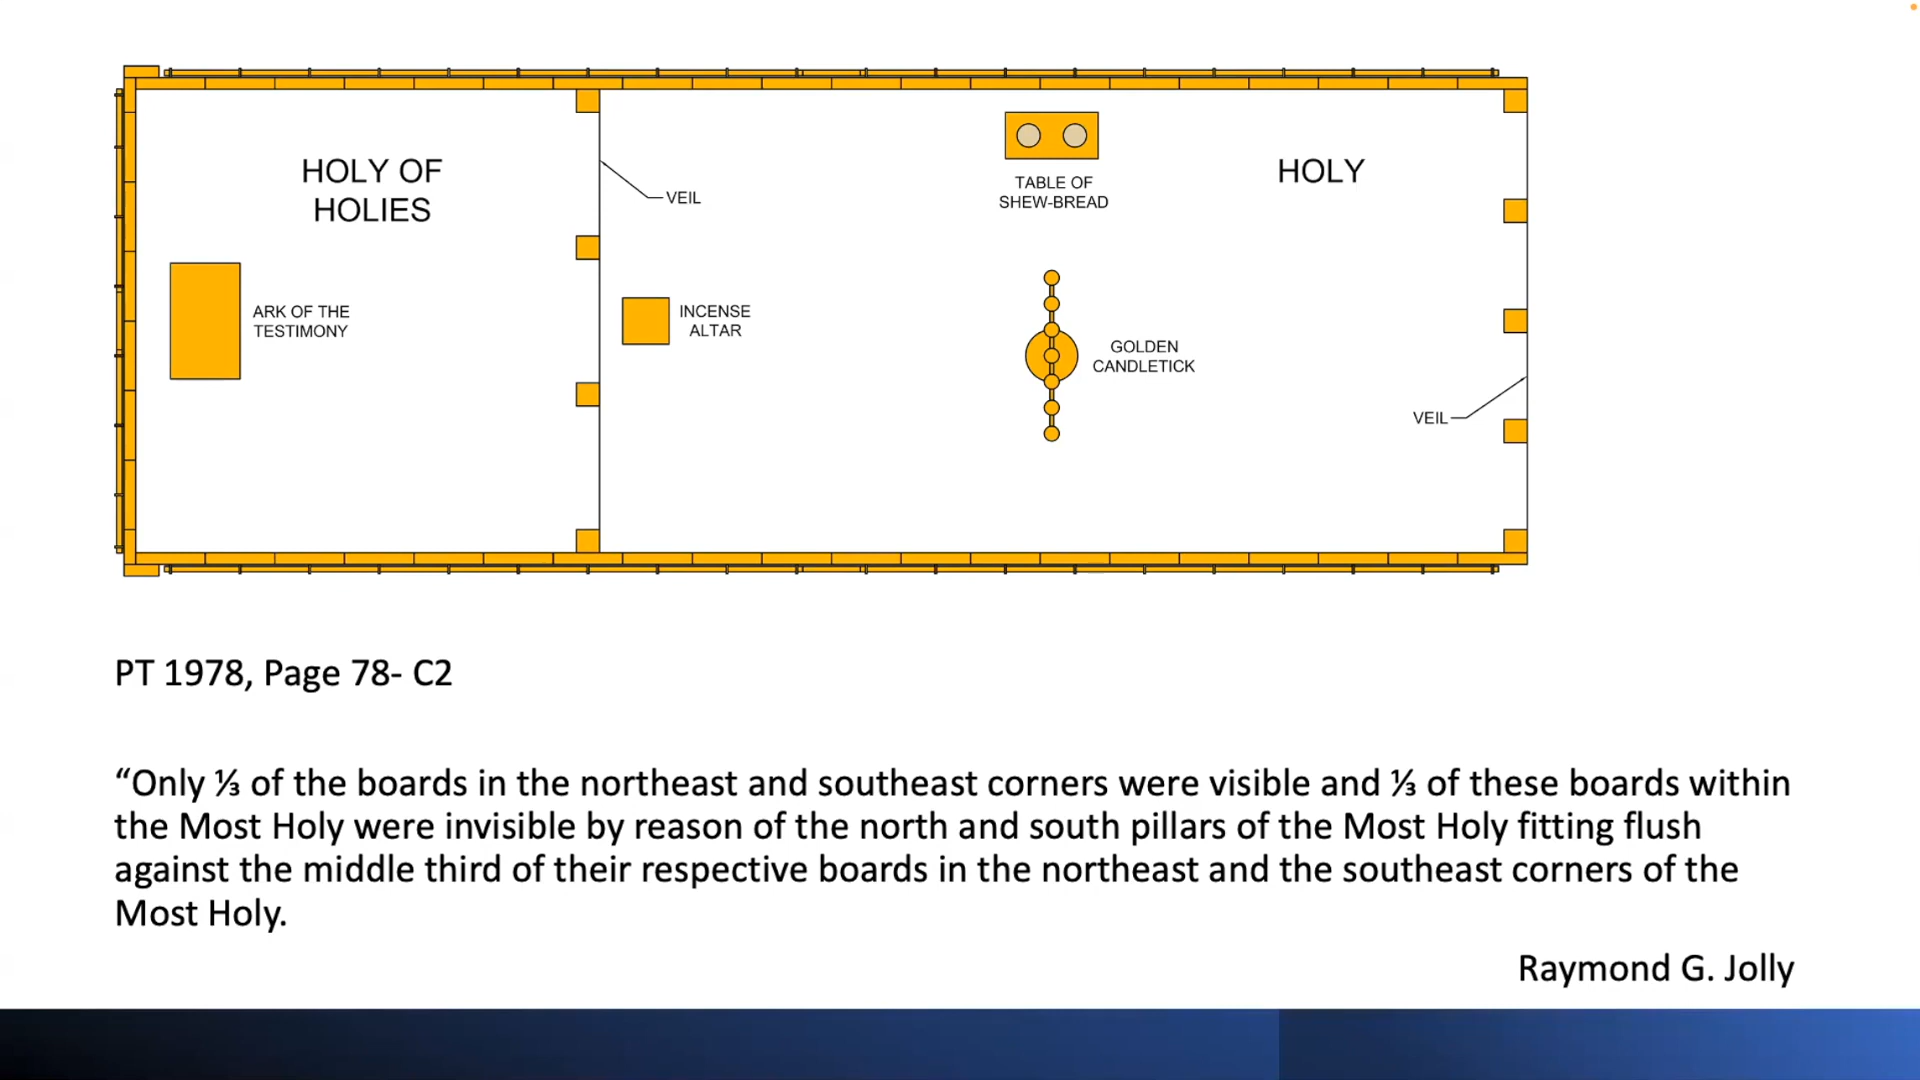 HOLY OF
HOLIES
VEIL
TABLE OF
SHEW-BREAD
HOLY
ARK OF THE
TESTIMONY
INCENSE
ALTAR
GOLDEN
CANDLETICK
VEIL
PT 1978, Page 78- C2
“Only ⅓ of the boards in the northeast and southeast corners were visible and ⅓ of these boards within
the Most Holy were invisible by reason of the north and south pillars of the Most Holy fitting flush
against the middle third of their respective boards in the northeast and the southeast corners of the
Most Holy.
Raymond G. Jolly